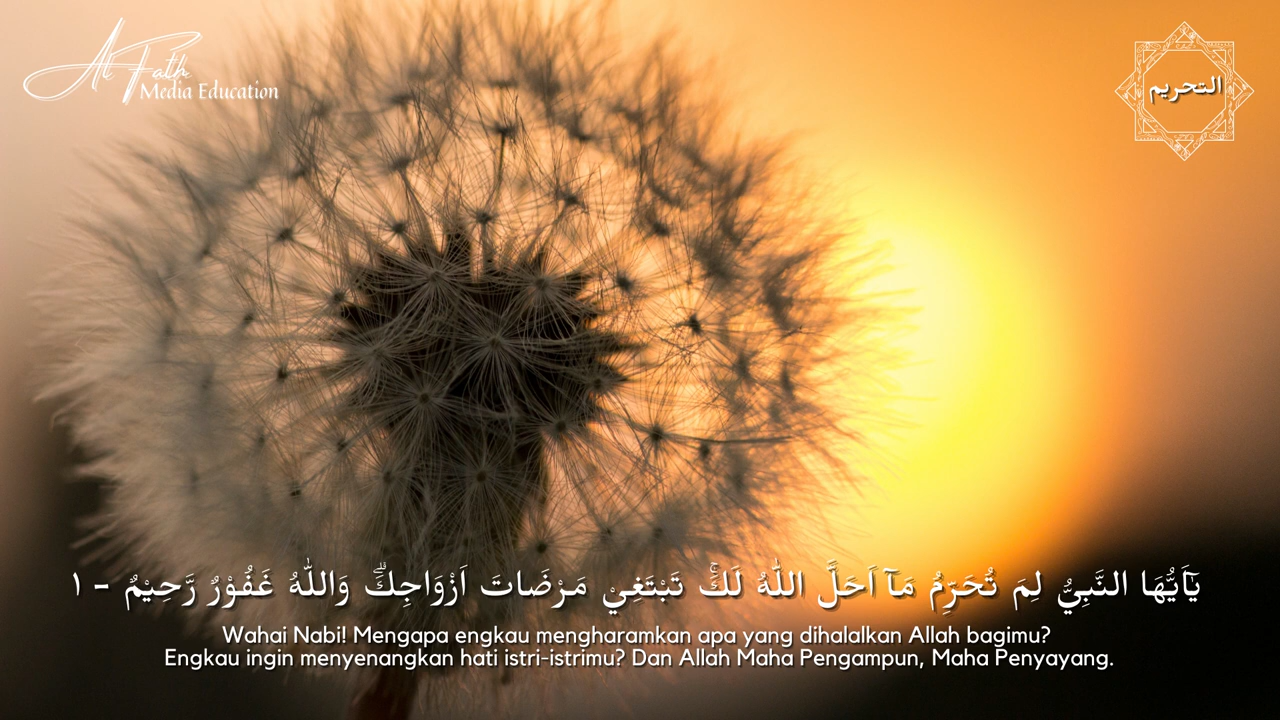 Al Fath
Media Education
التحريم
يٰٓاَيُّهَا النَّبِيُّ لِمَ تُحَرِّمُ مَآ اَحَلَّ اللّٰهُ لَكَۚ تَبْتَغِيْ مَرْضَاتَ اَزْوَاجِكَۗ وَاللّٰهُ غَفُوْرٌ رَّحِيْمٌ - ١
Wahai Nabi! Mengapa engkau mengharamkan apa yang dihalalkan Allah bagimu?
Engkau ingin menyenangkan hati istri-istrimu? Dan Allah Maha Pengampun, Maha Penyayang.